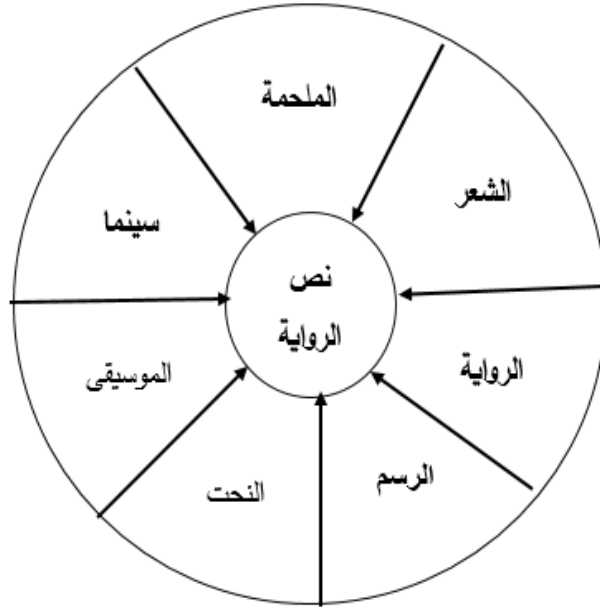 الملحمة
الشعر
سينما
نص
الرواية
الرواية
الموسيقى
الرسم
النحت